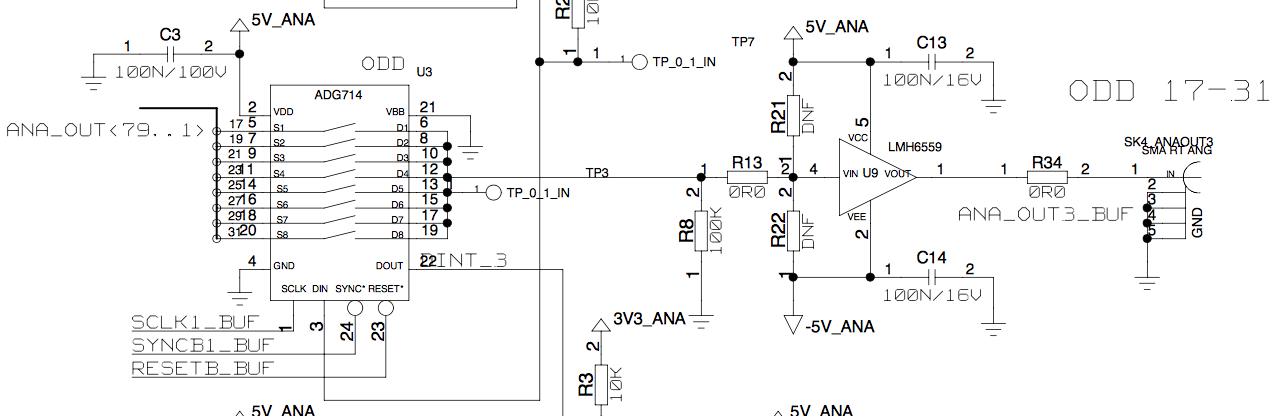 5V_ANA
C3
1 2
100N/100V
ODD
U3
ADG714
ANA_OUT<79..1>
2 VDD
VBB 21
17 5 S1
D1 6
19 7 S2
D2 8
21 9 S3
D3 10
23 11 S4
D4 12
25 14 S5
D5 13
27 16 S6
D6 15
29 18 S7
D7 17
31 20 S8
D8 19
4 GND
DOUT 22
DINT_3
SCLK DIN SYNC* RESET*
1 3 24 23
SCLK1_BUF
SYNCB1_BUF
RESETB_BUF
1
1 1 TP_0_1_IN
1 TP_0_1_IN
TP3
TP7
5V_ANA
C13
1 2
100N/16V
2
R21
DNF
1
1 R13 2
0R0
2
R8
100K
1
2
R22
DNF
1
-5V_ANA
5
VCC
LMH6559
4 VIN U9 VOUT 1
VEE
2
C14
1 2
100N/16V
1 R34 2
0R0
ODD 17-31
SK4_ANAOUT3
SMA RT ANG
1 IN
2
3
4
5
GND
ANA_OUT3_BUF
3V3_ANA
2
R3
10K
5V_ANA
5V_ANA